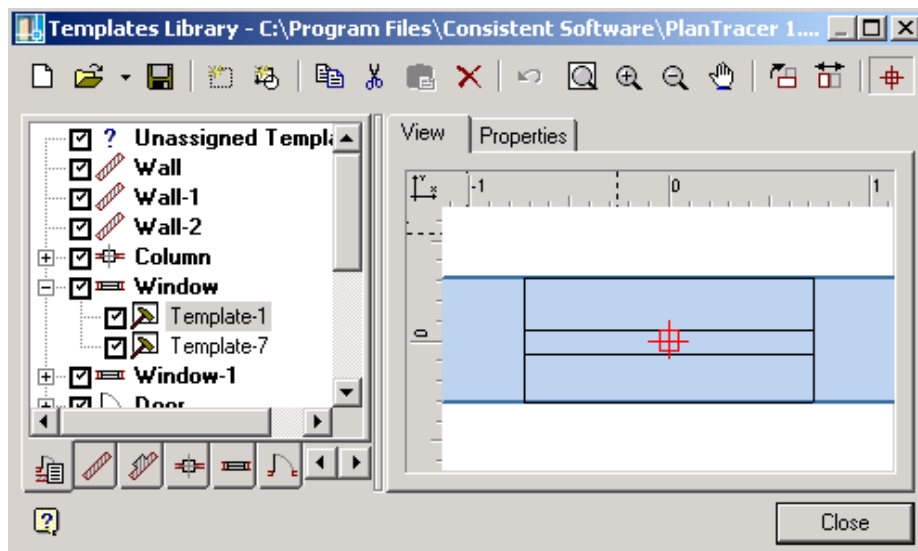 Templates Library - C:\Program Files\Consistent Software\PlanTracer 1....
? Unassigned Templa
Wall
Wall-1
Wall-2
Column
Window
Template-1
Template-7
Window-1
Door
View
Properties
Y
x
-1
0
1
0
?
Close